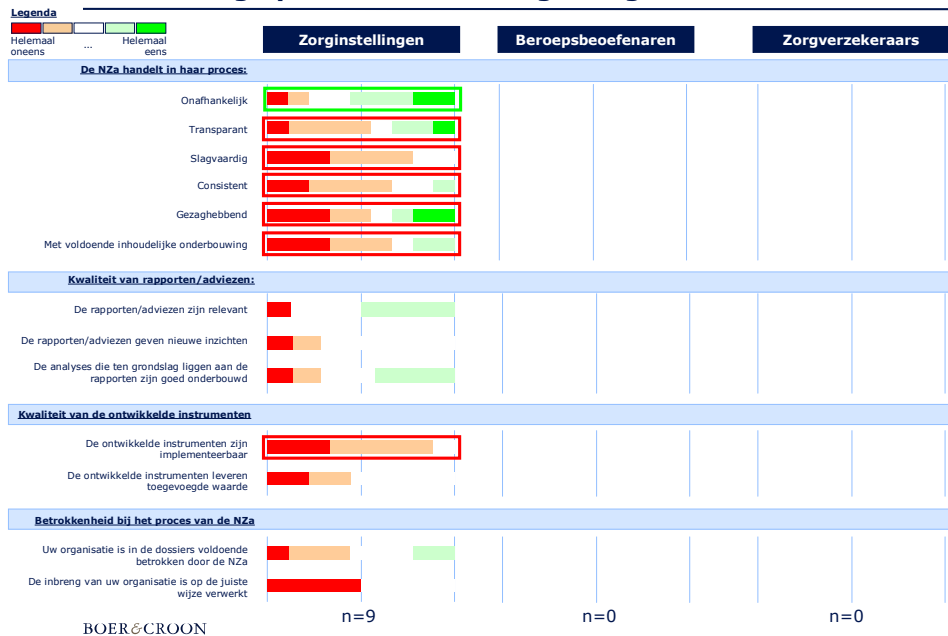 Legenda
Helemaal oneens
...
Helemaal eens
Zorginstellingen
Beroepsbeoefenaren
Zorgverzekeraars
De NZa handelt in haar proces:
Onafhankelijk
Transparant
Slagvaardig
Consistent
Gezaghebbend
Met voldoende inhoudelijke onderbouwing
Kwaliteit van rapporten/adviezen:
De rapporten/adviezen zijn relevant
De rapporten/adviezen geven nieuwe inzichten
De analyses die ten grondslag liggen aan de
rapporten zijn goed onderbouwd
Kwaliteit van de ontwikkelde instrumenten
De ontwikkelde instrumenten zijn
implementeerbaar
De ontwikkelde instrumenten leveren
toegevoegde waarde
Betrokkenheid bij het proces van de NZa
Uw organisatie is in de dossiers voldoende
betrokken door de NZa
De inbreng van uw organisatie is op de juiste
wijze verwerkt
n=9
n=0
n=0
BOER&CROON